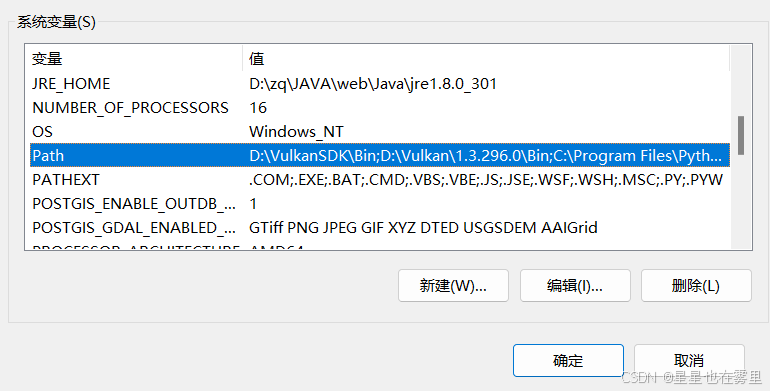 系统变量(S)
变量 值
JRE_HOME D:\zq\JAVA\web\Java\jre1.8.0_301
NUMBER_OF_PROCESSORS 16
OS Windows_NT
Path D:\VulkanSDK\Bin;D:\Vulkan\1.3.296.0\Bin;C:\Program Files\Pyth...
PATHEXT .COM;.EXE;.BAT;.CMD;.VBS;.VBE;.JS;.JSE;.WSF;.WSH;.MSC;.PY;.PYW
POSTGIS_ENABLE_OUTDB_... 1
POSTGIS_GDAL_ENABLED_... GTiff PNG JPEG GIF XYZ DTED USGSDEM AAIGrid
PROCESSOR_ARCHITECTURE AMD64
新建(W)... 编辑(I)... 删除(L)
确定 取消
CSDN @星星也在雾里